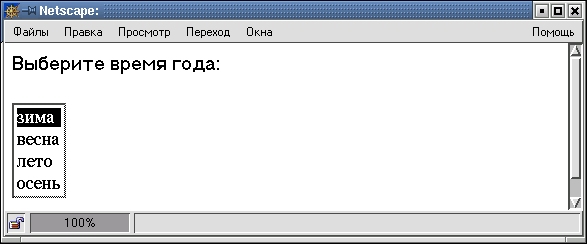 Netscape:
Файлы Правка Просмотр Переход Окна Помощь
Выберите время года:
зима
весна
лето
осень
100%